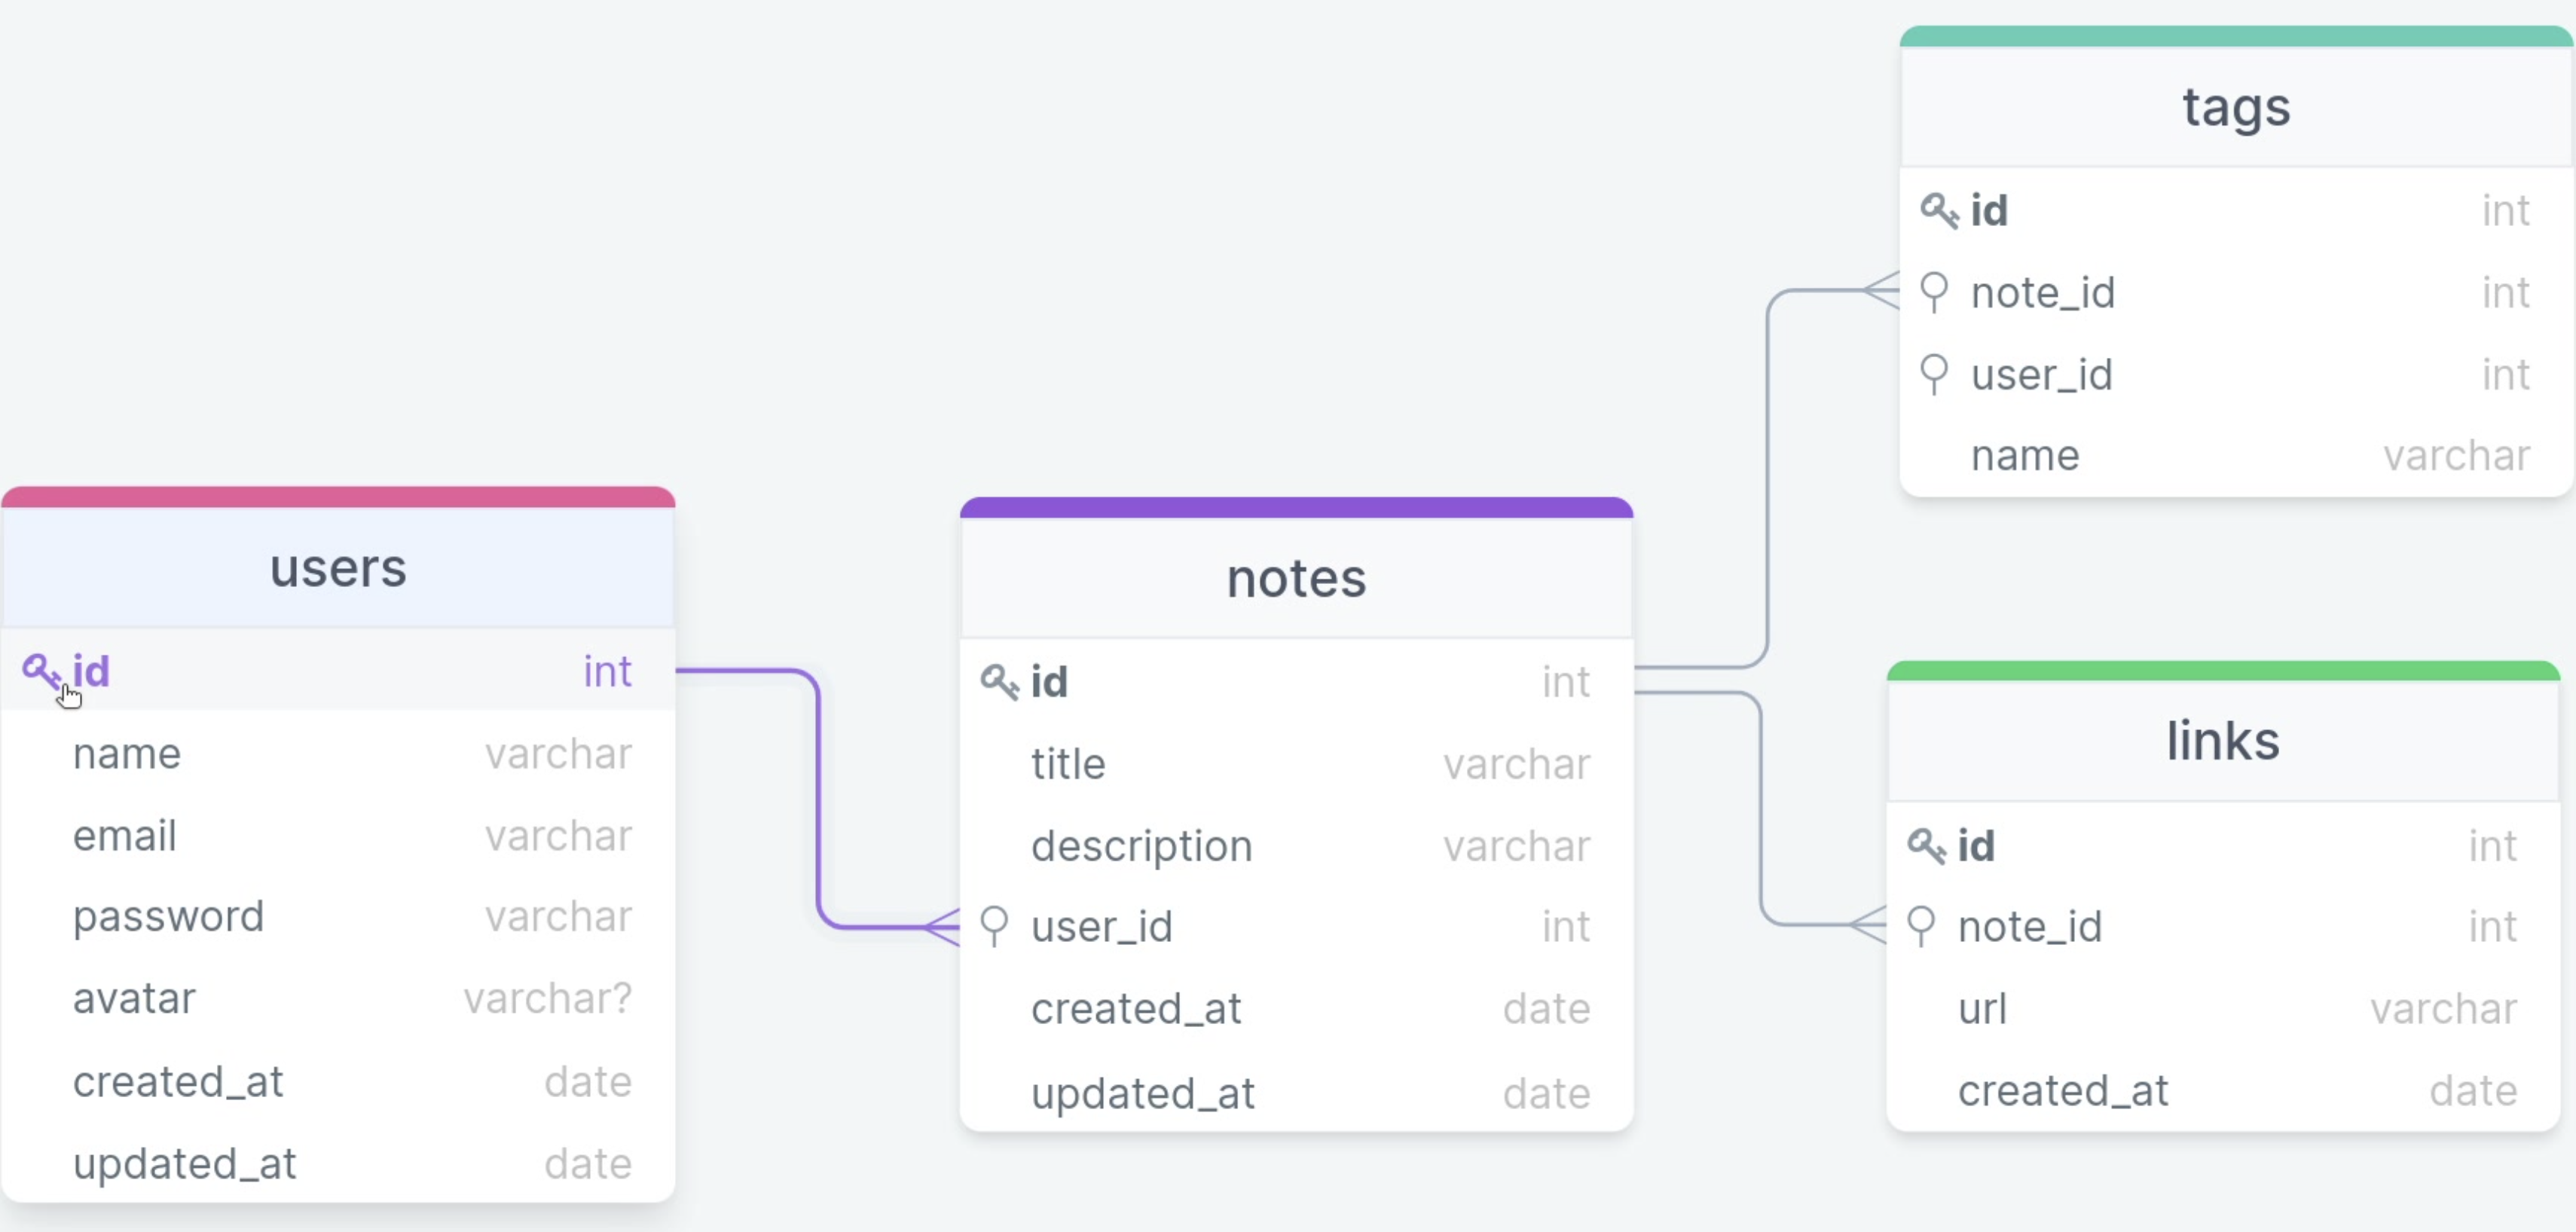 users
id int
name varchar
email varchar
password varchar
avatar varchar?
created_at date
updated_at date
notes
id int
title varchar
description varchar
user_id int
created_at date
updated_at date
tags
id int
note_id int
user_id int
name varchar
links
id int
note_id int
url varchar
created_at date